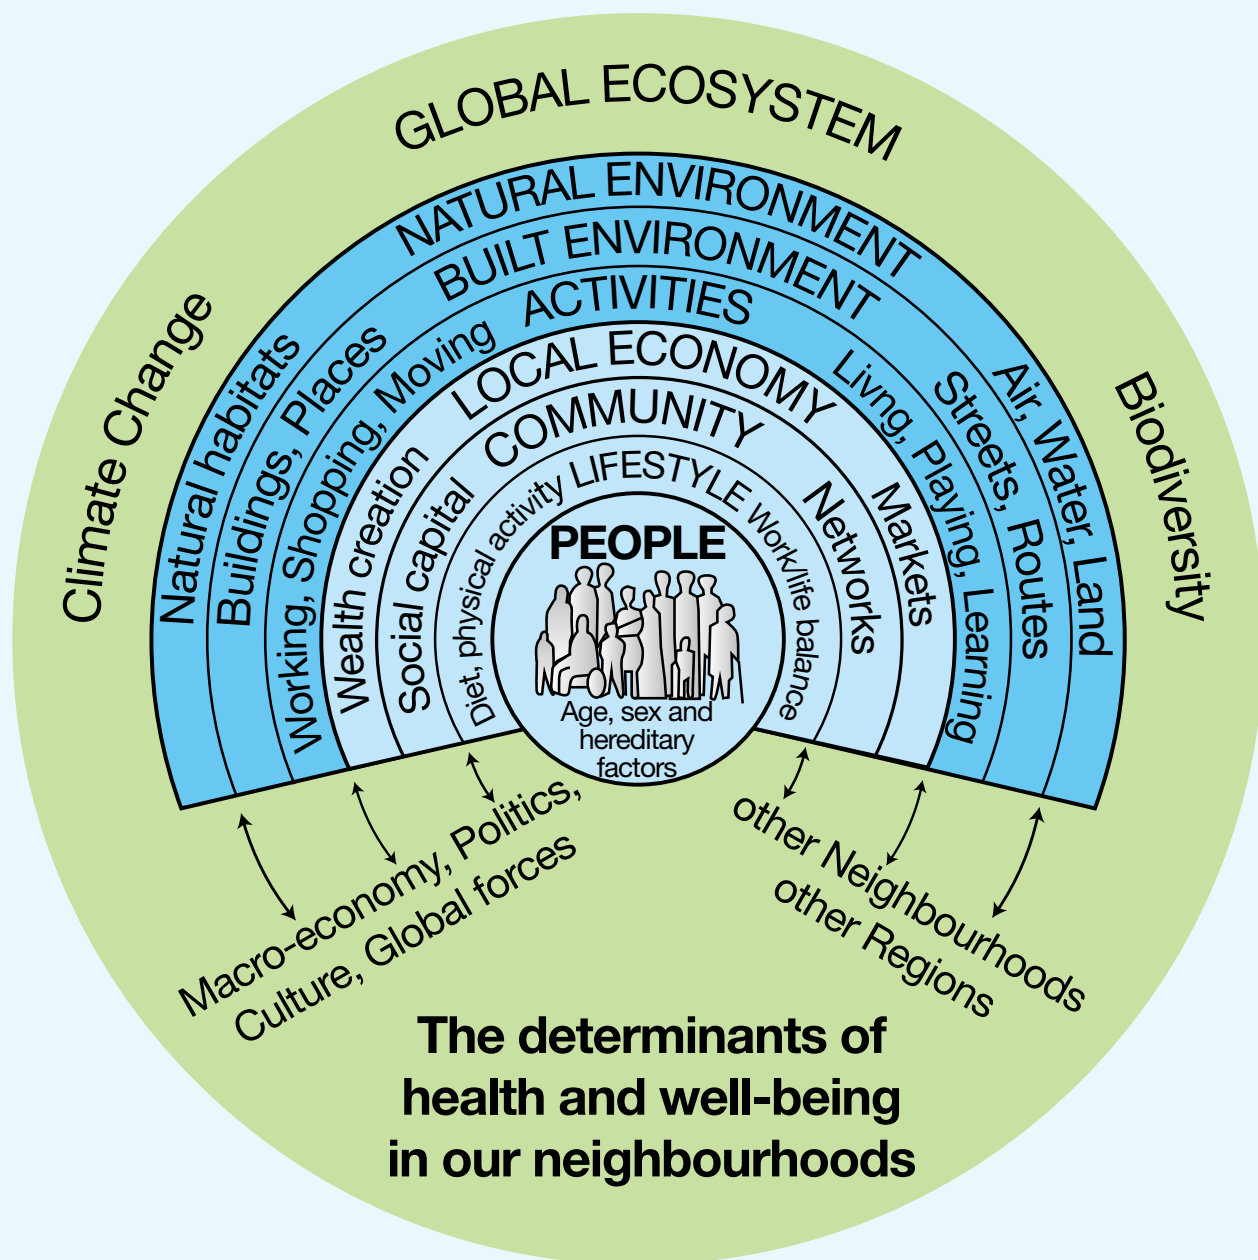 GLOBAL ECOSYSTEM
Climate Change
Biodiversity
NATURAL ENVIRONMENT
Natural habitats
Air, Water, Land
BUILT ENVIRONMENT
Buildings, Places
Streets, Routes
ACTIVITIES
Working, Shopping, Moving
Livng, Playing, Learning
LOCAL ECONOMY
Wealth creation
Markets
COMMUNITY
Social capital
Networks
LIFESTYLE
Diet, physical activity
Work/life balance
PEOPLE
Age, sex and
hereditary
factors
Macro-economy, Politics,
Culture, Global forces
other Neighbourhoods
other Regions
The determinants of
health and well-being
in our neighbourhoods